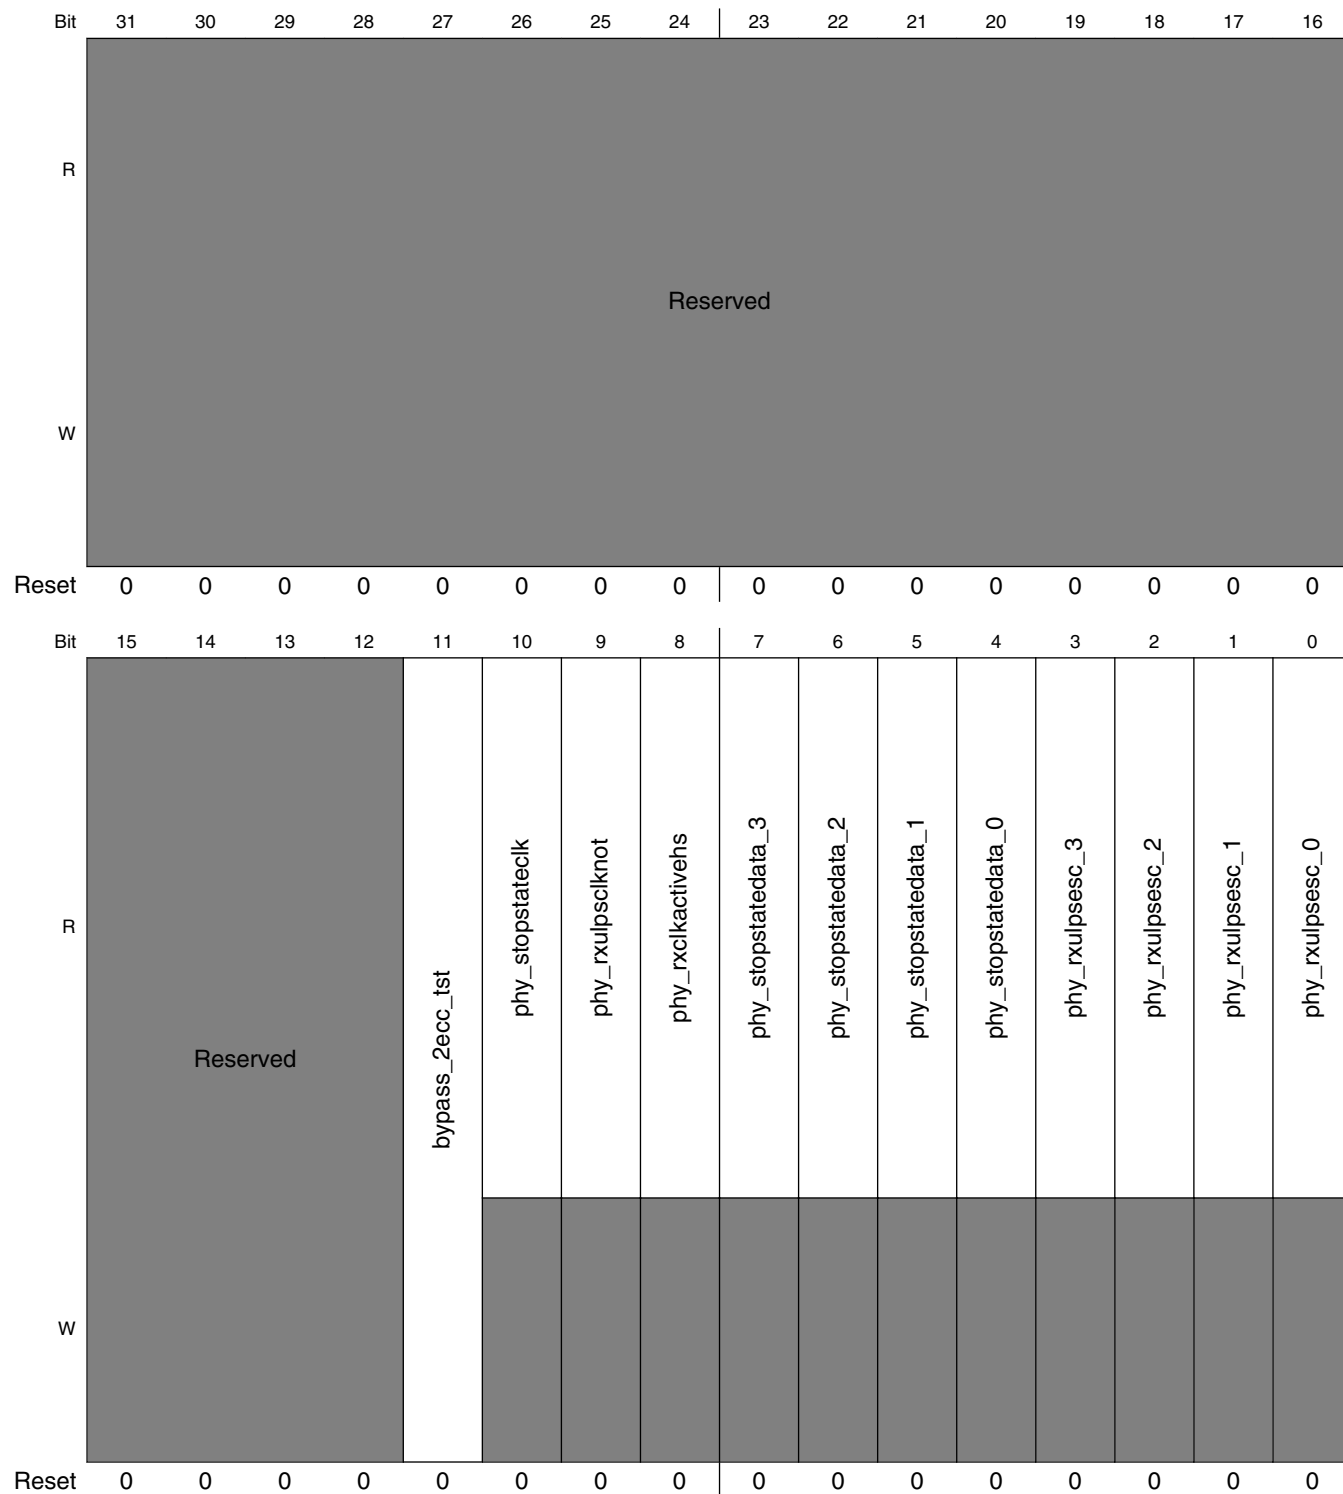 Bit 31 30 29 28 27 26 25 24 23 22 21 20 19 18 17 16
R
Reserved
W
Reset 0 0 0 0 0 0 0 0 0 0 0 0 0 0 0 0
Bit 15 14 13 12 11 10 9 8 7 6 5 4 3 2 1 0
R
Reserved
bypass_2ecc_tst
phy_stopstateclk
phy_rxulpsclknot
phy_rxclkactivehs
phy_stopstatedata_3
phy_stopstatedata_2
phy_stopstatedata_1
phy_stopstatedata_0
phy_rxulpsesc_3
phy_rxulpsesc_2
phy_rxulpsesc_1
phy_rxulpsesc_0
W
Reset 0 0 0 0 0 0 0 0 0 0 0 0 0 0 0 0